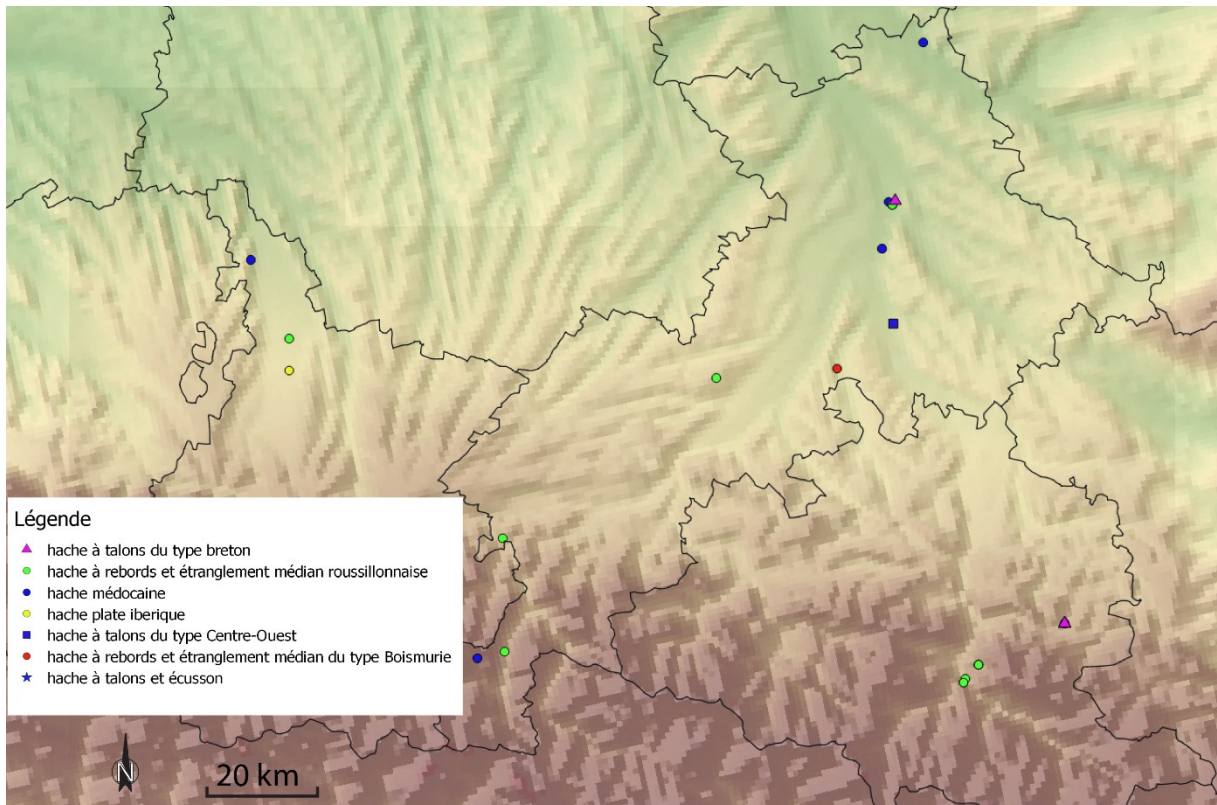 Légende
hache à talons du type breton
hache à rebords et étranglement médian roussillonnaise
hache médocaine
hache plate iberique
hache à talons du type Centre-Ouest
hache à rebords et étranglement médian du type Boismurie
hache à talons et écusson
N
20 km